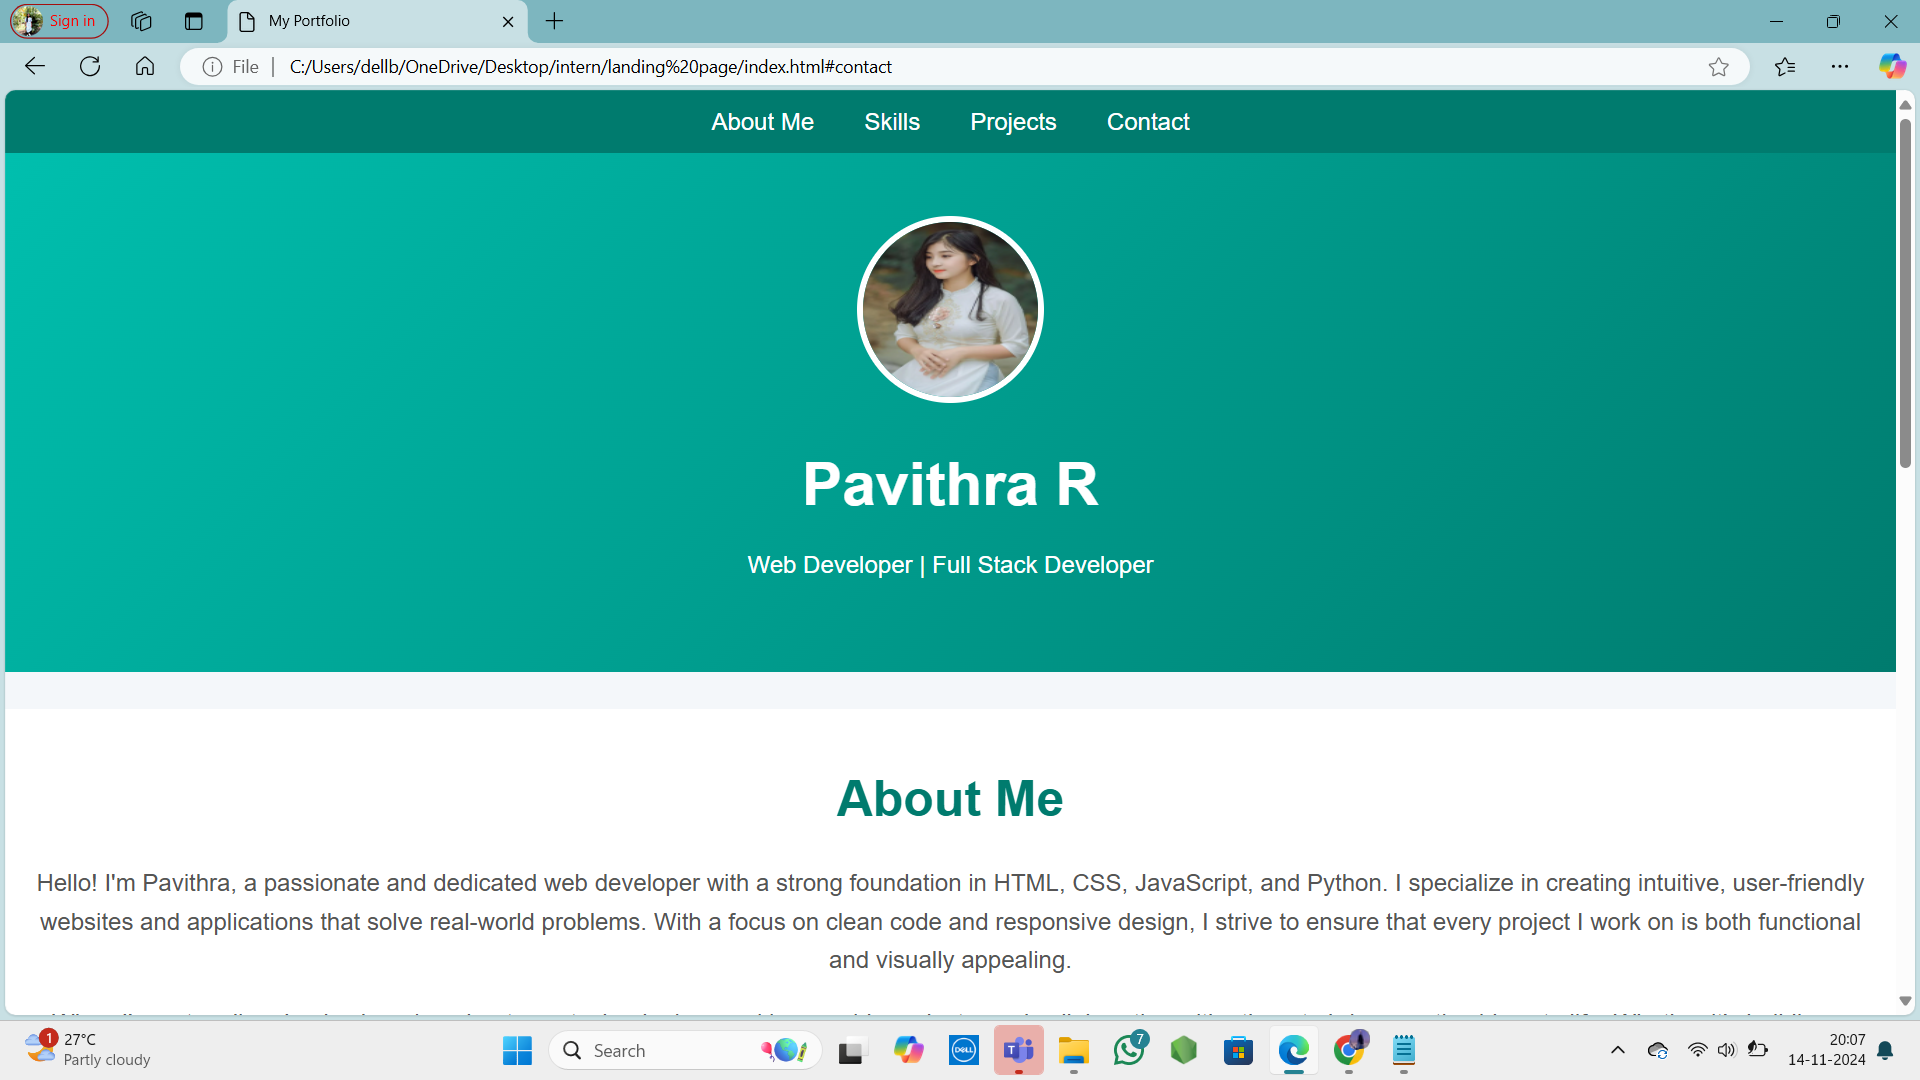 Sign in
My Portfolio
File
C:/Users/dellb/OneDrive/Desktop/intern/landing%20page/index.html#contact
About Me Skills Projects Contact
Pavithra R
Web Developer | Full Stack Developer
About Me
Hello! I'm Pavithra, a passionate and dedicated web developer with a strong foundation in HTML, CSS, JavaScript, and Python. I specialize in creating intuitive, user-friendly
websites and applications that solve real-world problems. With a focus on clean code and responsive design, I strive to ensure that every project I work on is both functional
and visually appealing.
1
27°C
Partly cloudy
Search
DELL
T
7
20:07
14-11-2024